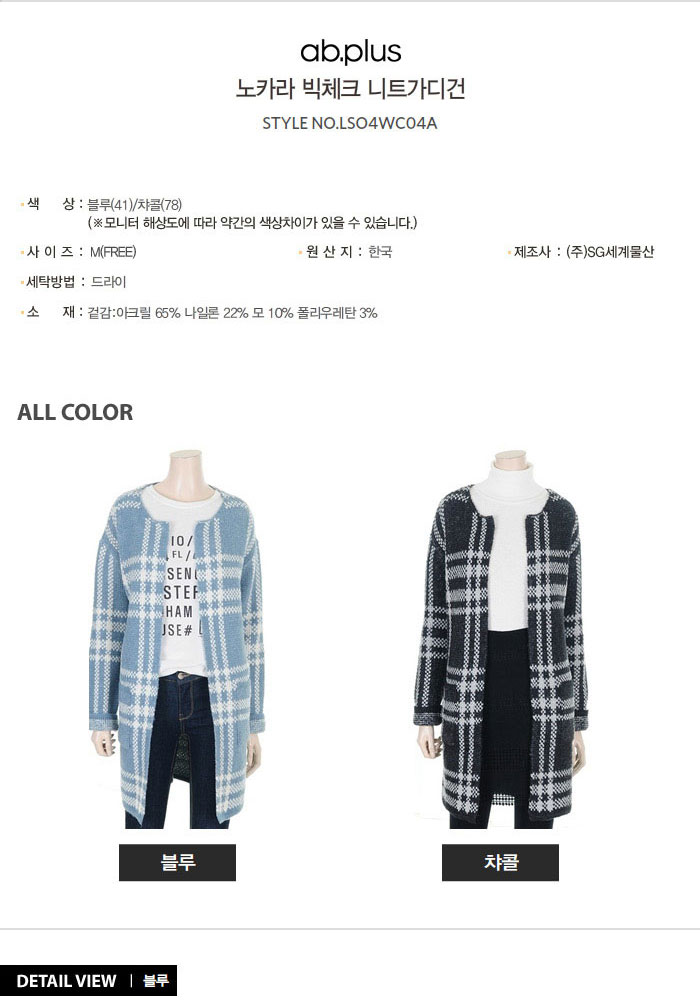 ab.plus
노카라 빅체크 니트가디건
STYLE NO.LSO4WC04A
색 상 : 블루(41)/챠콜(78)
(※모니터 해상도에 따라 약간의 색상차이가 있을 수 있습니다.)
사 이 즈 : M(FREE) 원 산 지 : 한국 제조사 : (주)SG세계물산
세탁방법 : 드라이
소 재 : 겉감:아크릴 65% 나일론 22% 모 10% 폴리우레탄 3%
ALL COLOR
블루 챠콜
DETAIL VIEW | 블루